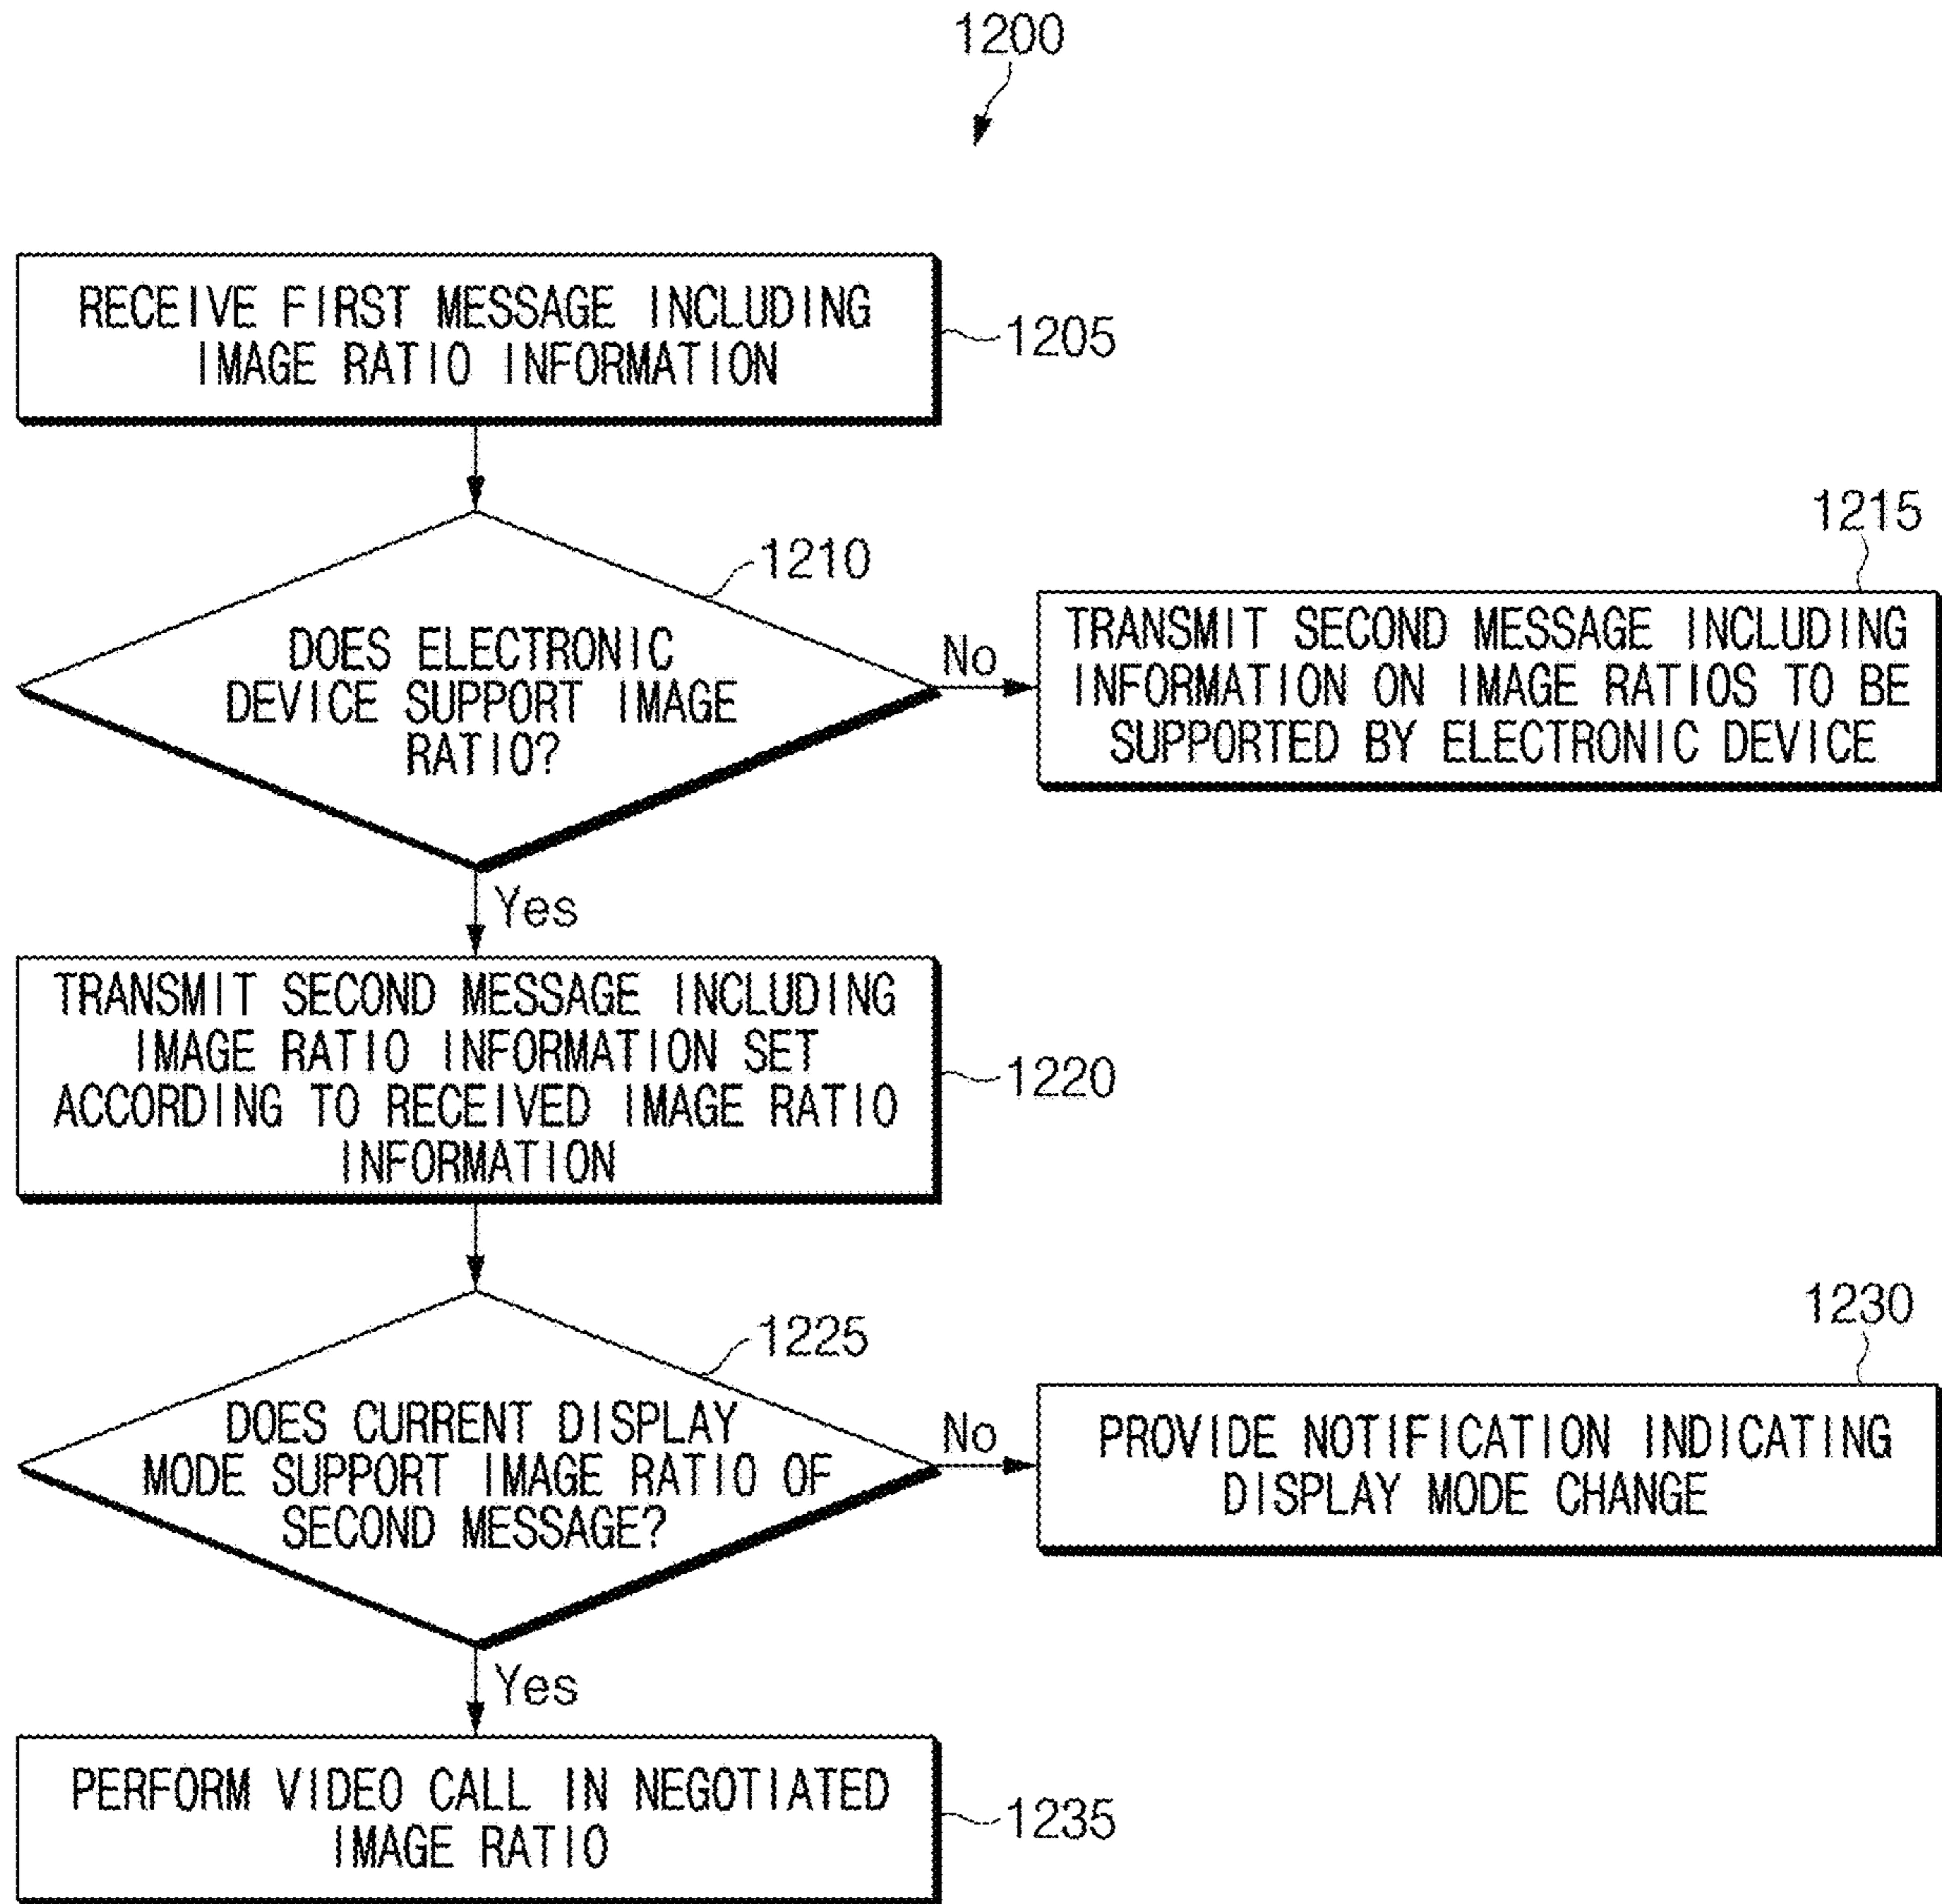 1200
RECEIVE FIRST MESSAGE INCLUDING
IMAGE RATIO INFORMATION
1205
1210
DOES ELECTRONIC
DEVICE SUPPORT IMAGE
RATIO?
No
1215
TRANSMIT SECOND MESSAGE INCLUDING
INFORMATION ON IMAGE RATIOS TO BE
SUPPORTED BY ELECTRONIC DEVICE
Yes
TRANSMIT SECOND MESSAGE INCLUDING
IMAGE RATIO INFORMATION SET
ACCORDING TO RECEIVED IMAGE RATIO
INFORMATION
1220
1225
DOES CURRENT DISPLAY
MODE SUPPORT IMAGE RATIO OF
SECOND MESSAGE?
No
1230
PROVIDE NOTIFICATION INDICATING
DISPLAY MODE CHANGE
Yes
PERFORM VIDEO CALL IN NEGOTIATED
IMAGE RATIO
1235